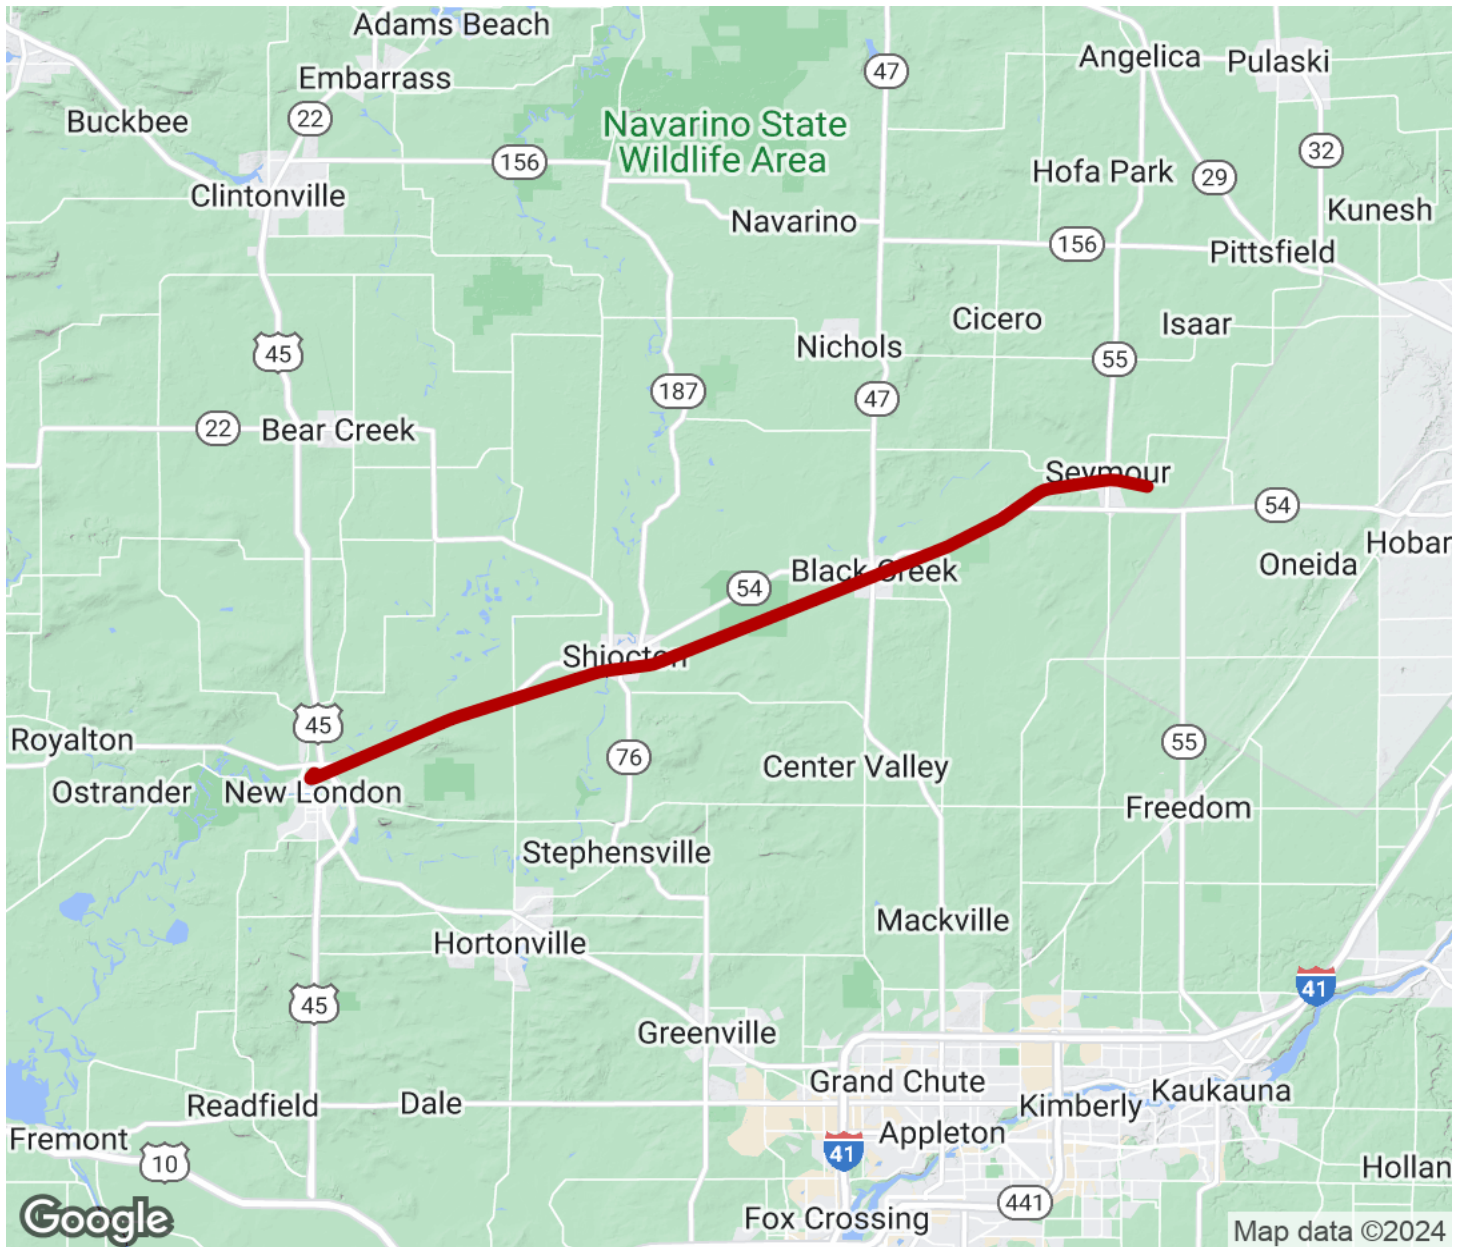 Adams Beach
Angelica
Pulaski
47
Embarrass
22
Buckbee
Navarino State
Wildlife Area
32
156
Hofa Park
29
Clintonville
Kunesh
Navarino
156
Pittsfield
Cicero
Isaar
Nichols
45
55
187
47
22
Bear Creek
Seymour
54
Hobar
Oneida
Black Creek
54
Shiocton
45
Royalton
55
76
Center Valley
Ostrander
New London
Freedom
Stephensville
Mackville
Hortonville
41
45
Greenville
Grand Chute
Kaukauna
Readfield
Dale
Kimberly
Fremont
Appleton
41
10
Hollan
441
Google
Fox Crossing
Map data ©2024